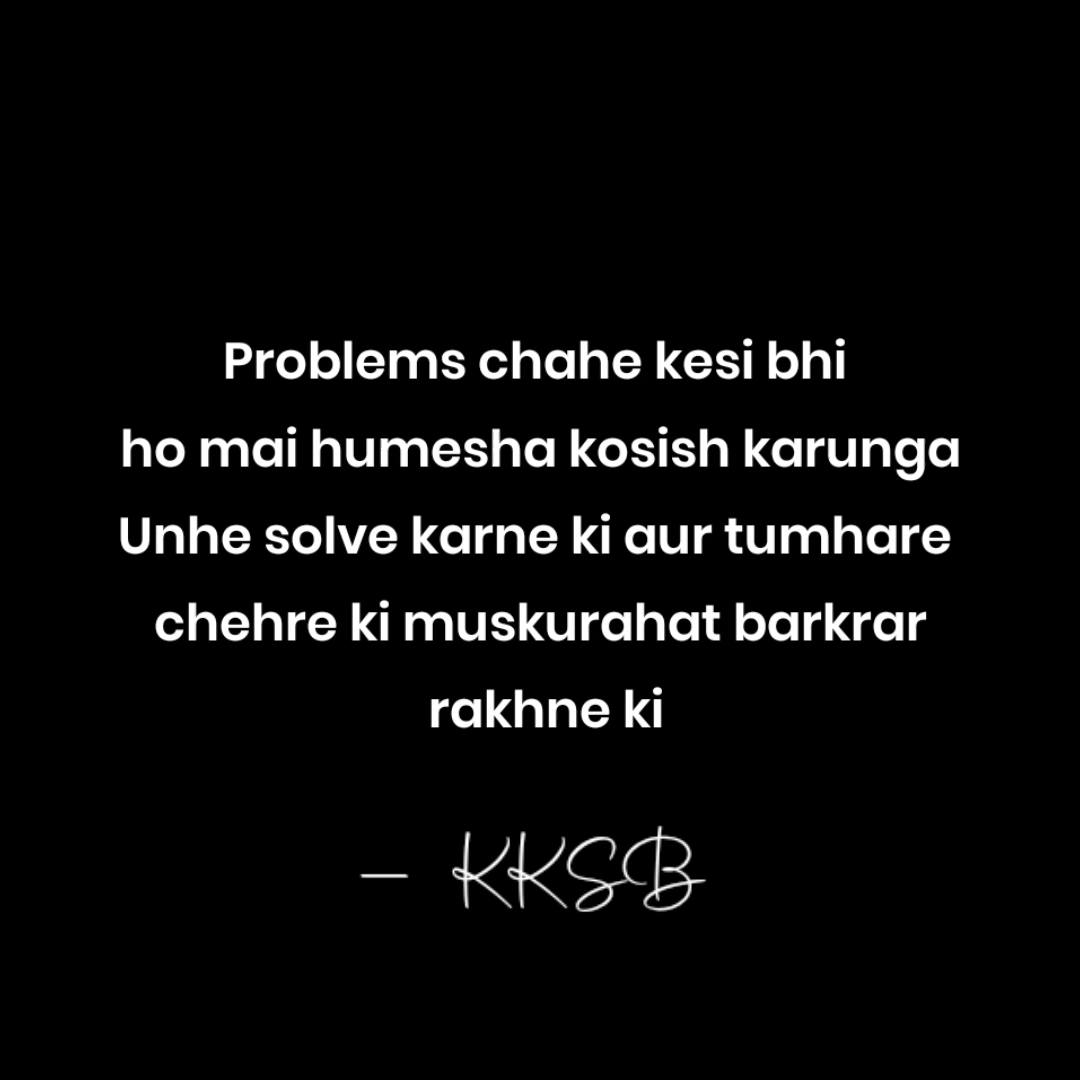 Problems chahe kesi bhi
ho mai humesha kosish karunga
Unhe solve karne ki aur tumhare
chehre ki muskurahat barkrar
rakhne ki
— KKSB